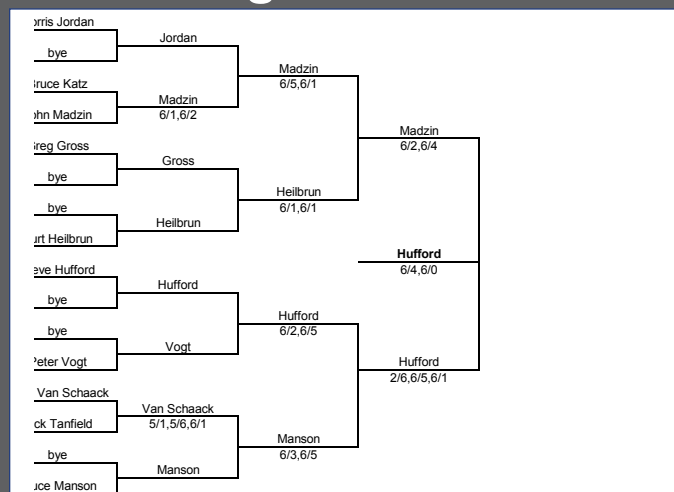 orris Jordan
Jordan
bye
Madzin
6/5,6/1
Bruce Katz
Madzin
6/1,6/2
ohn Madzin
Madzin
6/2,6/4
Greg Gross
Gross
bye
Heilbrun
6/1,6/1
bye
Heilbrun
urt Heilbrun
Hufford
6/4,6/0
eve Hufford
Hufford
bye
Hufford
6/2,6/5
bye
Vogt
Peter Vogt
Hufford
2/6,6/5,6/1
Van Schaack
Van Schaack
5/1,5/6,6/1
ck Tanfield
Manson
6/3,6/5
bye
Manson
uce Manson